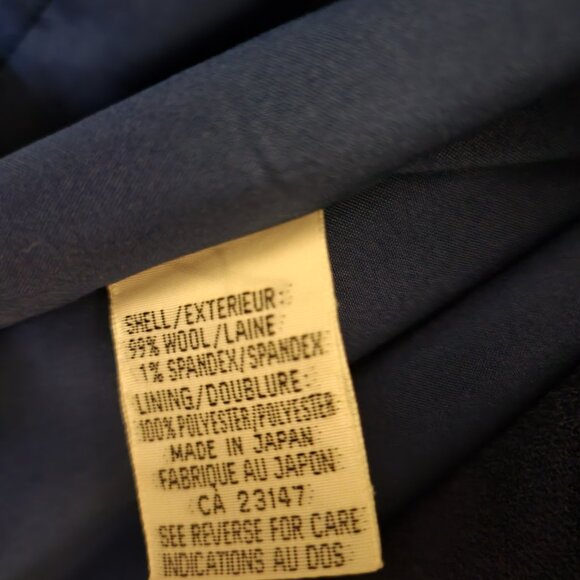 SHELL/EXTERIEUR:
99% WOOL/LAINE
1% SPANDEX/SPANDEX
LINING/DOUBLURE:
100% POLYESTER/POLYESTER
MADE IN JAPAN
FABRIQUE AU JAPON
CA 23147
SEE REVERSE FOR CARE
INDICATIONS AU DOS